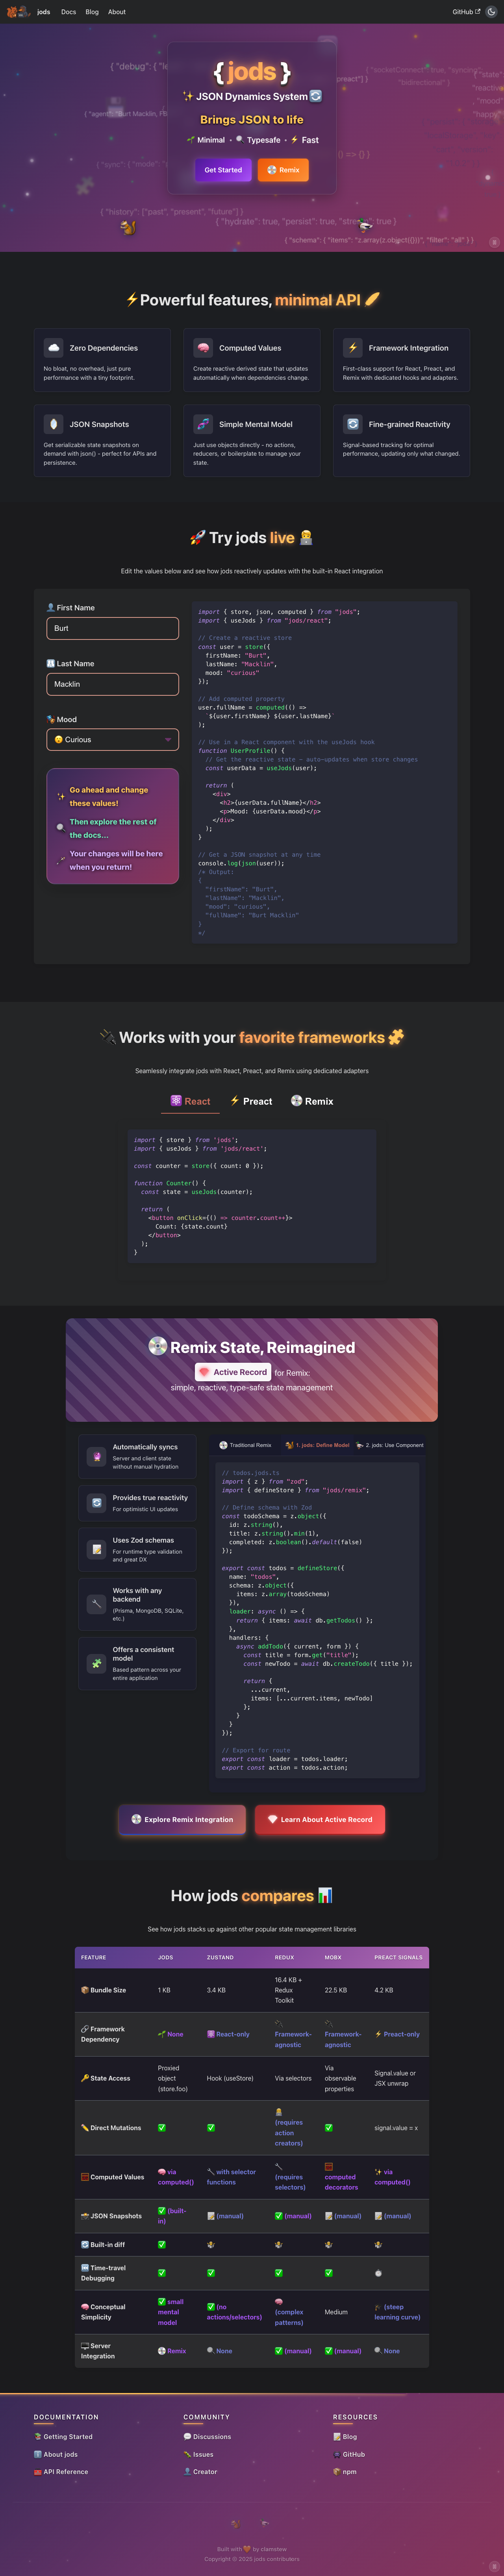 jods
Docs
Blog
About
GitHub
{ "debug": { "le
{ "socketConnect": true, "syncing":
"bidirectional" }
preact"] }
{ "state"
"reactive
"mood"
"happy
{ "agent": "Burt Macklin, FB
() => {} }
{ "sync": { "mode":
{ "history": ["past", "present", "future"] }
{ "hydrate": true, "persist": true,
{ "schema": { "items": "z.array(z.object({}))", "filter": "all" } }
{ jods }
JSON Dynamics System
Brings JSON to life
Minimal • Typesafe • Fast
Get Started
Remix
Powerful features, minimal API
Zero Dependencies
No bloat, no overhead, just pure
performance with a tiny footprint.
Computed Values
Create reactive derived state that updates
automatically when dependencies change.
Framework Integration
First-class support for React, Preact, and
Remix with dedicated hooks and adapters.
JSON Snapshots
Get serializable state snapshots on
demand with json() - perfect for APIs and
persistence.
Simple Mental Model
Just use objects directly - no actions,
reducers, or boilerplate to manage your
state.
Fine-grained Reactivity
Signal-based tracking for optimal
performance, updating only what changed.
Try jods live
Edit the values below and see how jods reactively updates with the built-in React integration
First Name
Burt
Last Name
Macklin
Mood
Curious
Go ahead and change
these values!
Then explore the rest of
the docs...
Your changes will be here
when you return!
import { store, json, computed } from "jods";
import { useJods } from "jods/react";
// Create a reactive store
const user = store({
firstName: "Burt",
lastName: "Macklin",
mood: "curious"
});
// Add computed property
user.fullName = computed(() =>
`${user.firstName} ${user.lastName}`
);
// Use in a React component with the useJods hook
function UserProfile() {
// Get the reactive state - auto-updates when store changes
const userData = useJods(user);
return (
<div>
<h2>{userData.fullName}</h2>
<p>Mood: {userData.mood}</p>
</div>
);
}
// Get a JSON snapshot at any time
console.log(json(user));
/* Output:
{
"firstName": "Burt",
"lastName": "Macklin",
"mood": "curious",
"fullName": "Burt Macklin"
}
*/
Works with your favorite frameworks
Seamlessly integrate jods with React, Preact, and Remix using dedicated adapters
React
Preact
Remix
import { store } from 'jods';
import { useJods } from 'jods/react';
const counter = store({ count: 0 });
function Counter() {
const state = useJods(counter);
return (
<button onClick={() => counter.count++}>
Count: {state.count}
</button>
);
}
Remix State, Reimagined
Active Record for Remix:
simple, reactive, type-safe state management
Automatically syncs
Server and client state
without manual hydration
Provides true reactivity
For optimistic UI updates
Uses Zod schemas
For runtime type validation
and great DX
Works with any
backend
(Prisma, MongoDB, SQLite,
etc.)
Offers a consistent
model
Based pattern across your
entire application
Traditional Remix
1. jods: Define Model
2. jods: Use Component
// todos.jods.ts
import { z } from "zod";
import { defineStore } from "jods/remix";
// Define schema with Zod
const todoSchema = z.object({
id: z.string(),
title: z.string().min(1),
completed: z.boolean().default(false)
});
export const todos = defineStore({
name: "todos",
schema: z.object({
items: z.array(todoSchema)
}),
loader: async () => {
return { items: await db.getTodos() };
},
handlers: {
async addTodo({ current, form }) {
const title = form.get("title");
const newTodo = await db.createTodo({ title });
return {
...current,
items: [...current.items, newTodo]
};
}
}
});
// Export for route
export const loader = todos.loader;
export const action = todos.action;
Explore Remix Integration
Learn About Active Record
How jods compares
See how jods stacks up against other popular state management libraries
FEATURE JODS ZUSTAND REDUX MOBX PREACT SIGNALS
Bundle Size 1 KB 3.4 KB 16.4 KB +
Redux
Toolkit 22.5 KB 4.2 KB
Framework
Dependency None React-only Framework-
agnostic Framework-
agnostic Preact-only
State Access Proxied
object
(store.foo) Hook (useStore) Via selectors Via
observable
properties Signal.value or
JSX unwrap
Direct Mutations ✅ ✅ (requires
action
creators) ✅ signal.value = x
Computed Values via
computed() with selector
functions (requires
selectors) computed
decorators via
computed()
JSON Snapshots ✅ (built-
in) (manual) ✅ (manual) (manual) (manual)
Built-in diff ✅
Time-travel
Debugging ✅ ✅ ✅ ✅
Conceptual
Simplicity ✅ small
mental
model ✅ (no
actions/selectors) (complex
patterns) Medium (steep
learning curve)
Server
Integration Remix None ✅ (manual) ✅ (manual) None
DOCUMENTATION
Getting Started
About jods
API Reference
COMMUNITY
Discussions
Issues
Creator
RESOURCES
Blog
GitHub
npm
Built with by clamstew
Copyright © 2025 jods contributors